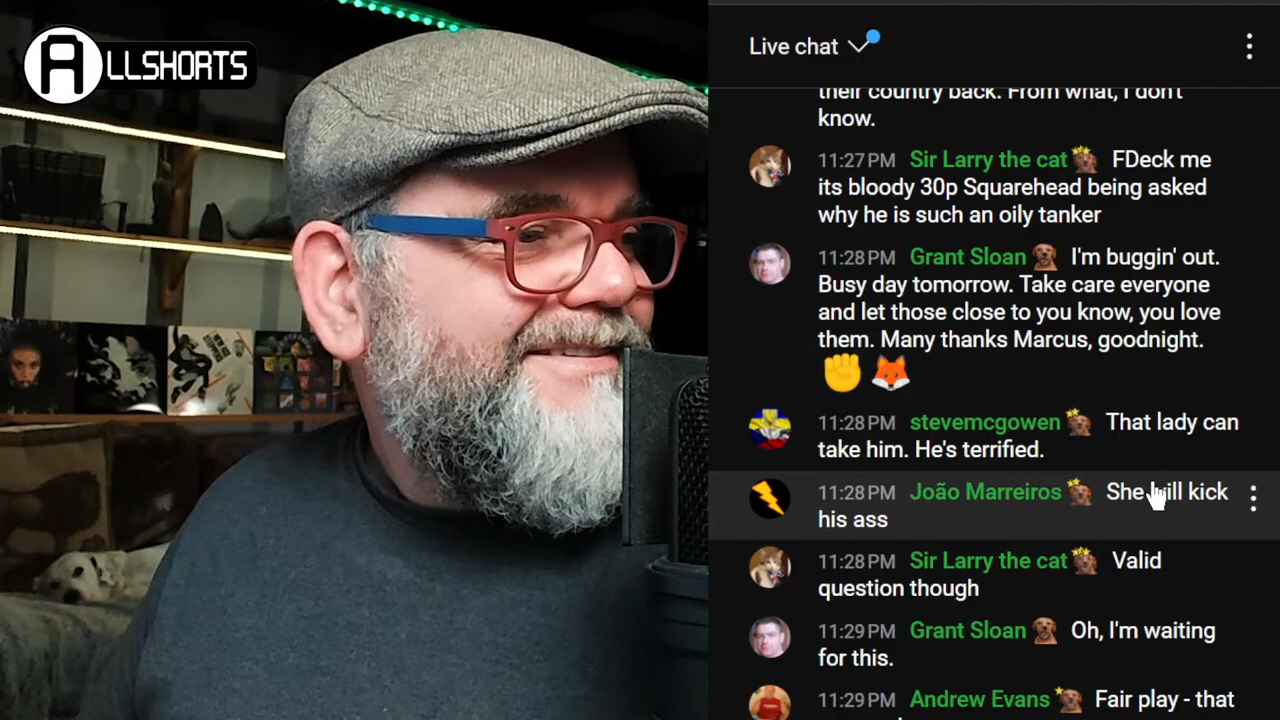 ALLSHORTS
Live chat
their country back. From what, I don't
know.
11:27 PM Sir Larry the cat FDeck me
its bloody 30p Squarehead being asked
why he is such an oily tanker
11:28 PM Grant Sloan I'm buggin' out.
Busy day tomorrow. Take care everyone
and let those close to you know, you love
them. Many thanks Marcus, goodnight.
11:28 PM stevemcgowen That lady can
take him. He's terrified.
11:28 PM João Marreiros She will kick
his ass
11:28 PM Sir Larry the cat Valid
question though
11:29 PM Grant Sloan Oh, I'm waiting
for this.
11:29 PM Andrew Evans Fair play - that